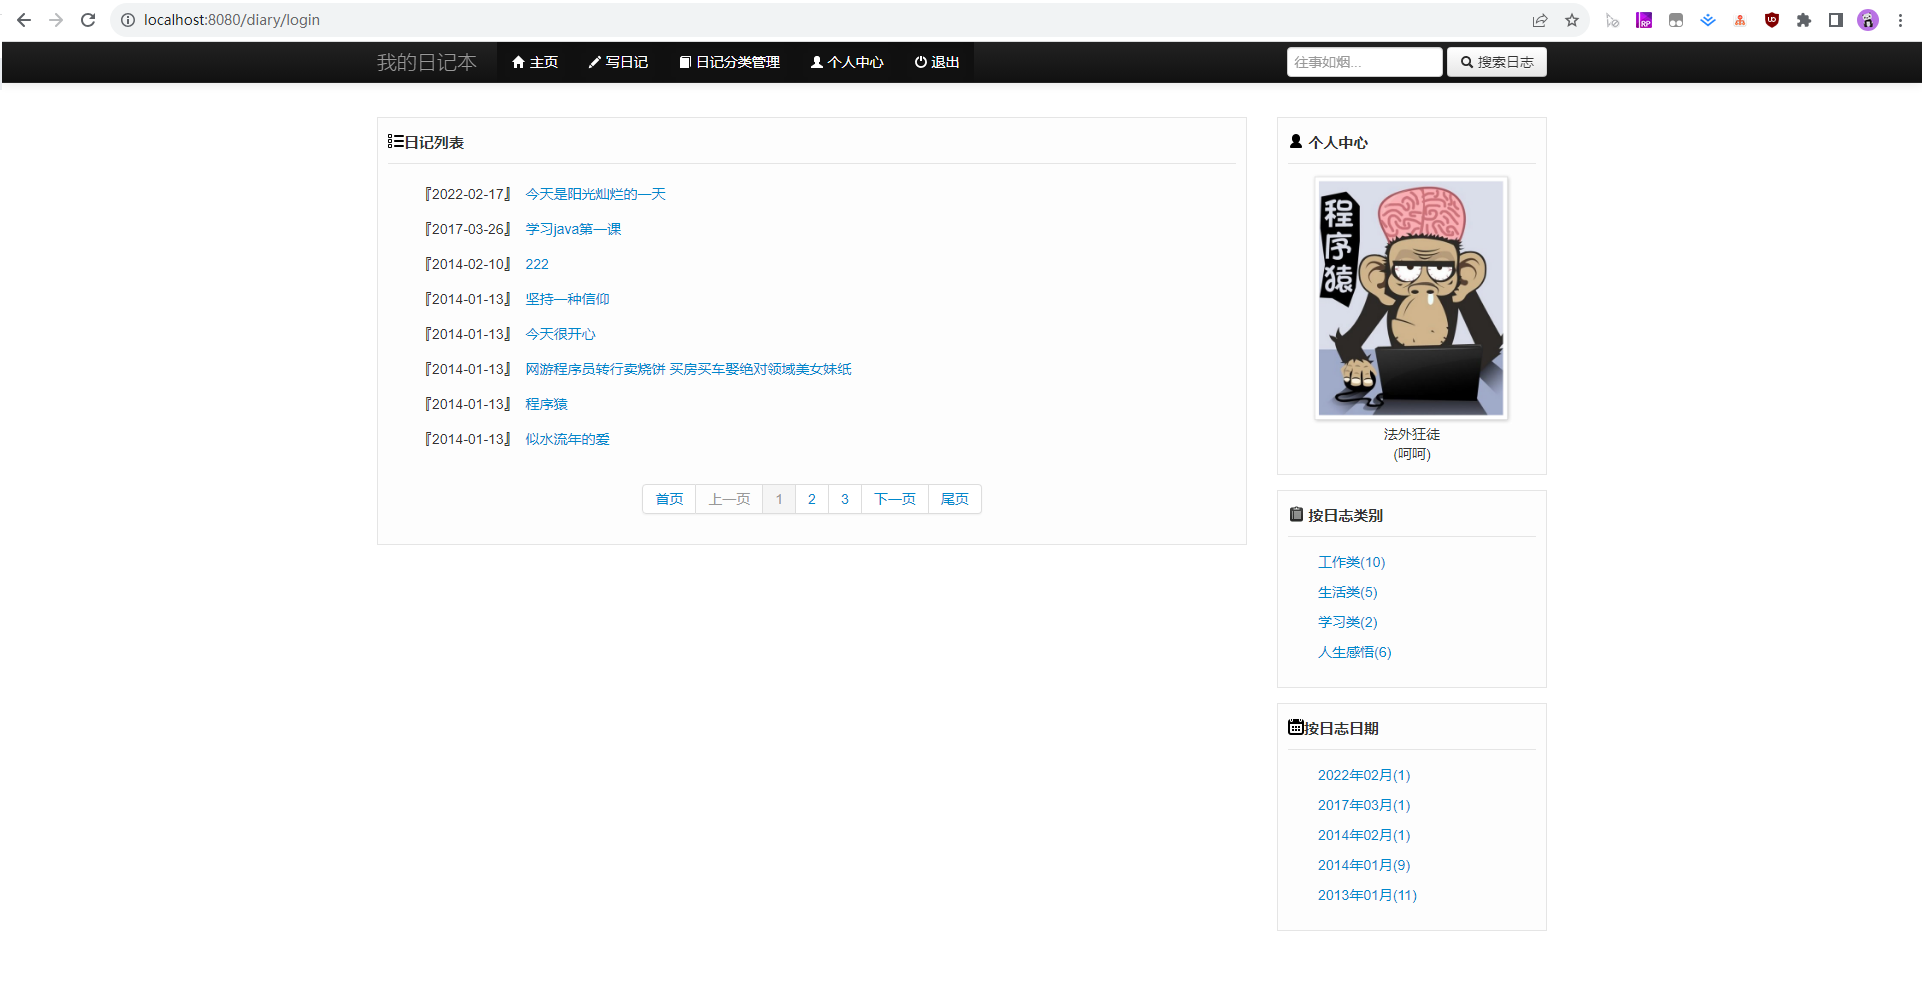 localhost:8080/diary/login
我的日记本 主页 写日记 日记分类管理 个人中心 退出 往事如烟... 搜索日志
日记列表
『2022-02-17』 今天是阳光灿烂的一天
『2017-03-26』 学习java第一课
『2014-02-10』 222
『2014-01-13』 坚持一种信仰
『2014-01-13』 今天很开心
『2014-01-13』 网游程序员转行卖烧饼 买房买车娶绝对领域美女妹纸
『2014-01-13』 程序猿
『2014-01-13』 似水流年的爱
首页 上一页 1 2 3 下一页 尾页
个人中心
程序猿
法外狂徒
(呵呵)
按日志类别
工作类(10)
生活类(5)
学习类(2)
人生感悟(6)
按日志日期
2022年02月(1)
2017年03月(1)
2014年02月(1)
2014年01月(9)
2013年01月(11)